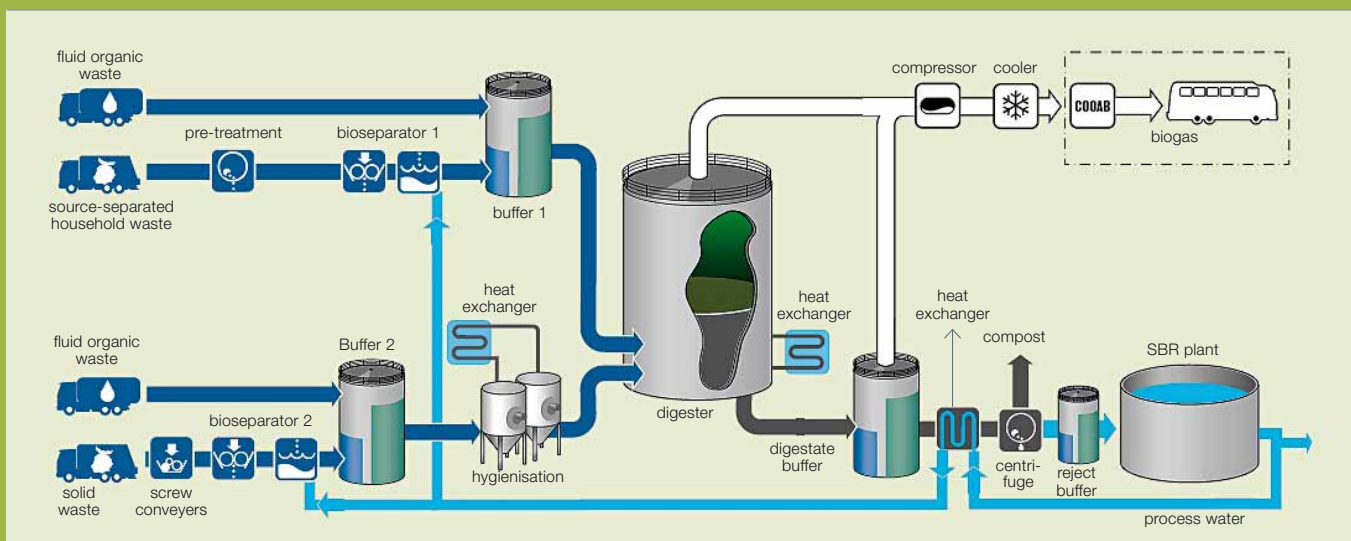 fluid organic
waste
pre-treatment
bioseparator 1
source-separated
household waste
buffer 1
compressor
cooler
COOAB
biogas
fluid organic
waste
Buffer 2
heat
exchanger
bioseparator 2
solid
waste
screw
conveyers
hygienisation
digester
heat
exchanger
digestate
buffer
heat
exchanger
compost
centri-
fuge
reject
buffer
SBR plant
process water